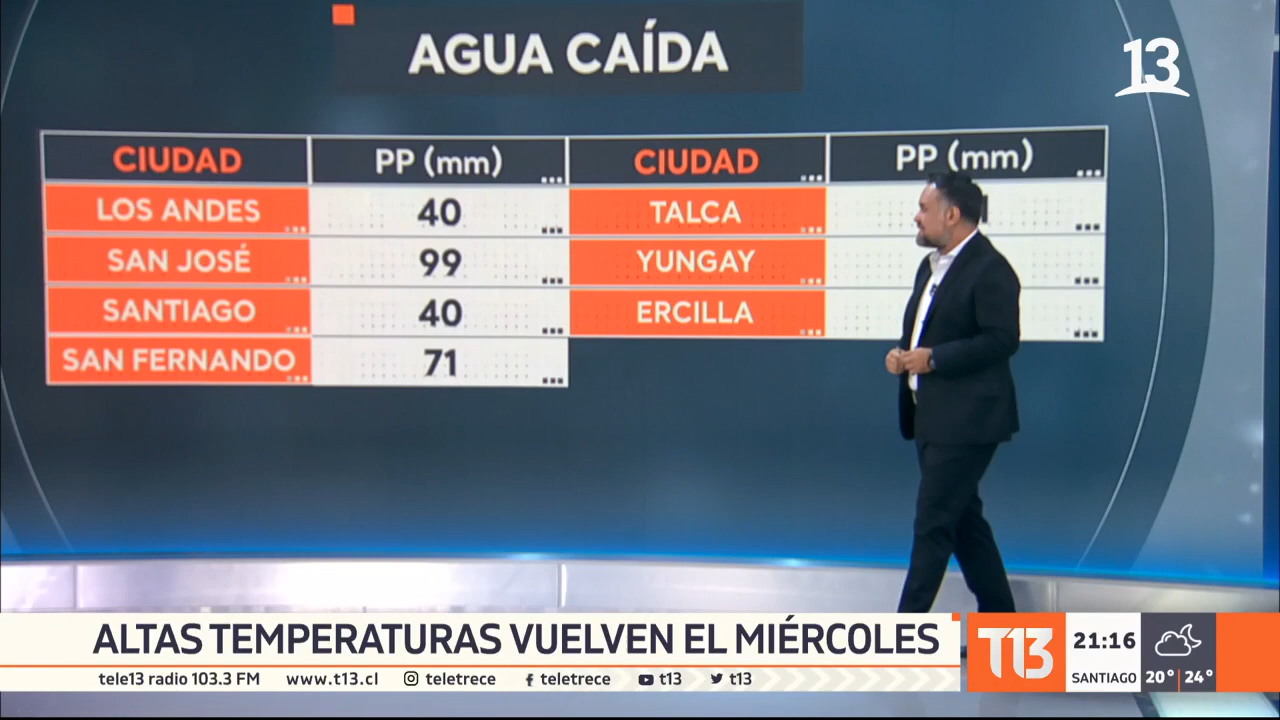 AGUA CAÍDA
13
CIUDAD PP (mm) CIUDAD PP (mm)
LOS ANDES 40 TALCA
SAN JOSÉ 99 YUNGAY
SANTIAGO 40 ERCILLA
SAN FERNANDO 71
ALTAS TEMPERATURAS VUELVEN EL MIÉRCOLES
tele13 radio 103.3 FM www.t13.cl teletrece teletrece t13 t13
T13
21:16
SANTIAGO
20° 24°